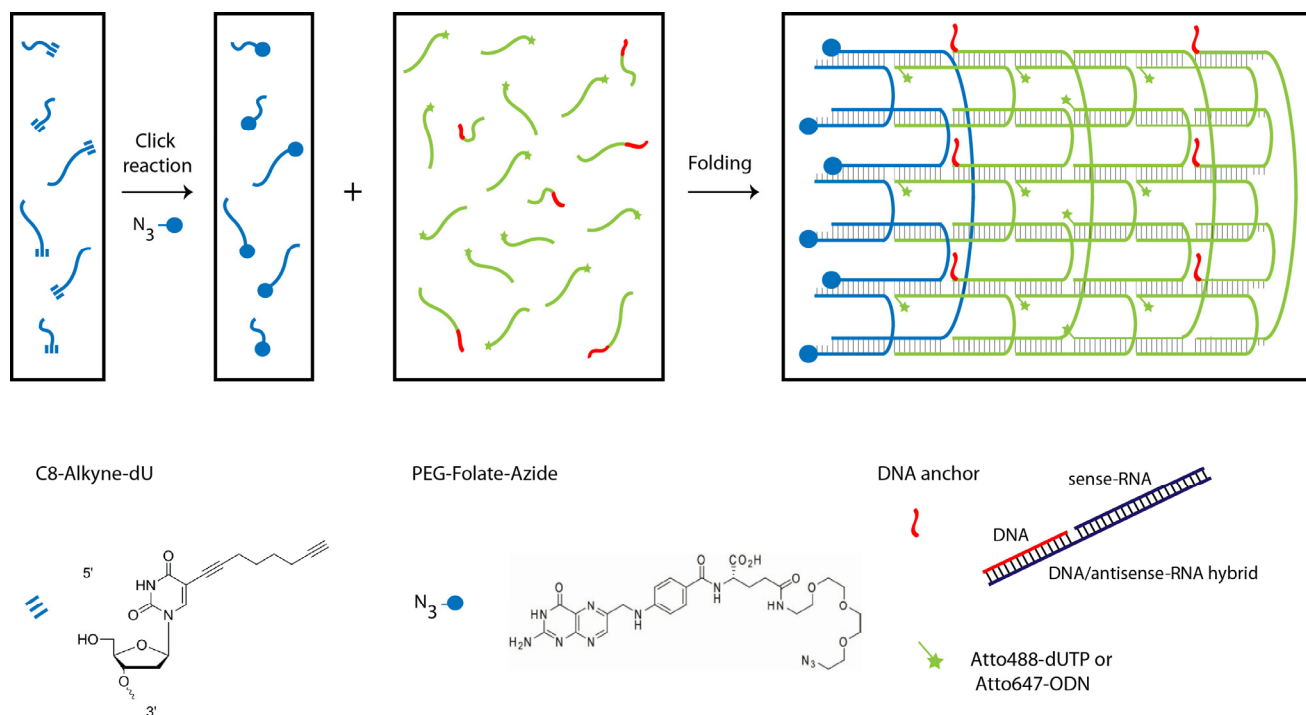 Click
reaction
N3
+
Folding
C8-Alkyne-dU
PEG-Folate-Azide
DNA anchor
sense-RNA
DNA
DNA/antisense-RNA hybrid
5'
O
NH
O
N
HO
O
O
3'
N3
O
CO2H
O
N
H
O
HN
O
O
O
O
N3
O
HN
N
N
H
H2N
N
N
Atto488-dUTP or
Atto647-ODN